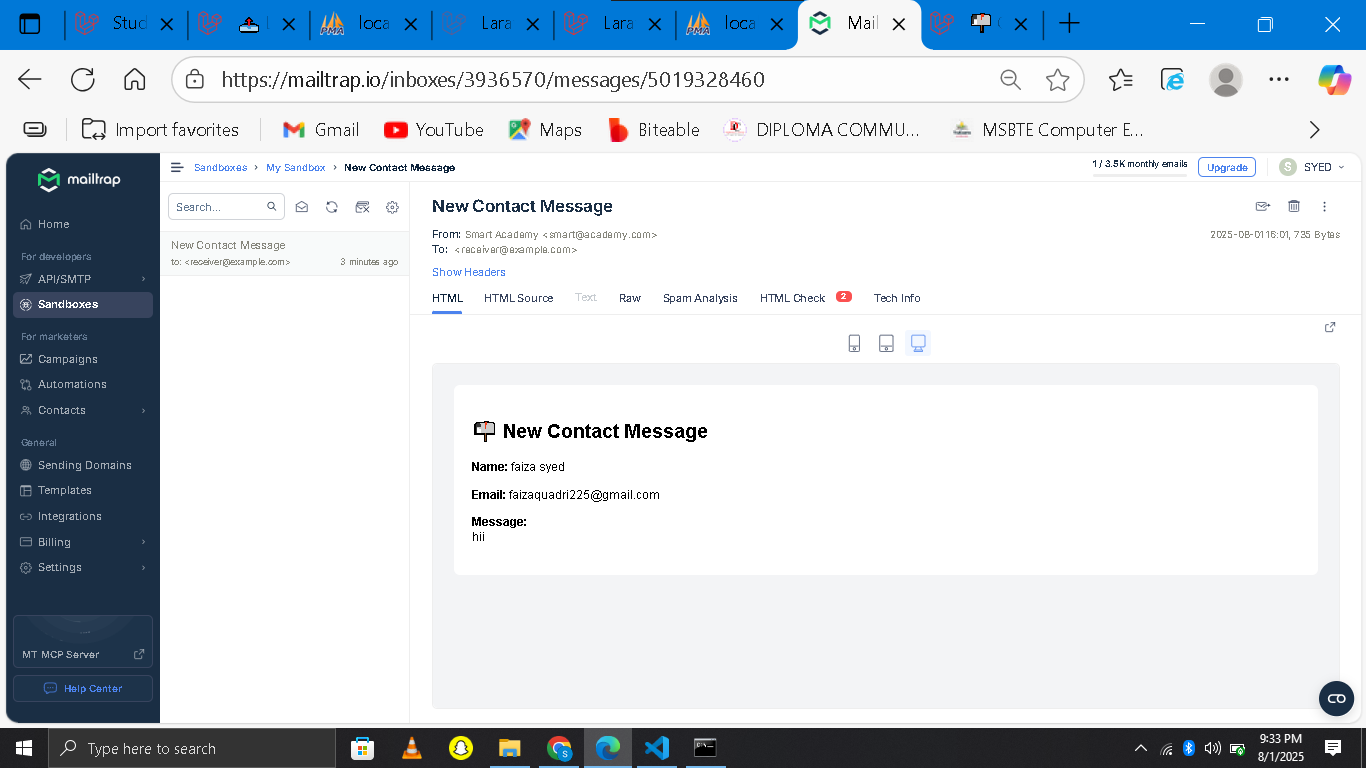 Stud
L
loca
Lara
Lara
loca
Mail
https://mailtrap.io/inboxes/3936570/messages/5019328460
Import favorites
Gmail
YouTube
Maps
Biteable
DIPLOMA COMMU...
MSBTE Computer E...
mailtrap
Home
For developers
API/SMTP
Sandboxes
For marketers
Campaigns
Automations
Contacts
General
Sending Domains
Templates
Integrations
Billing
Settings
MT MCP Server
Help Center
Sandboxes › My Sandbox › New Contact Message
1 / 3.5K monthly emails
Upgrade
S SYED
Search...
New Contact Message
to: <receiver@example.com> 3 minutes ago
New Contact Message
From: Smart Academy <smart@academy.com>
2025-08-01 16:01, 735 Bytes
To: <receiver@example.com>
Show Headers
HTML HTML Source Text Raw Spam Analysis HTML Check 2 Tech Info
New Contact Message
Name: faiza syed
Email: faizaquadri225@gmail.com
Message:
hii
Type here to search
9:33 PM
8/1/2025